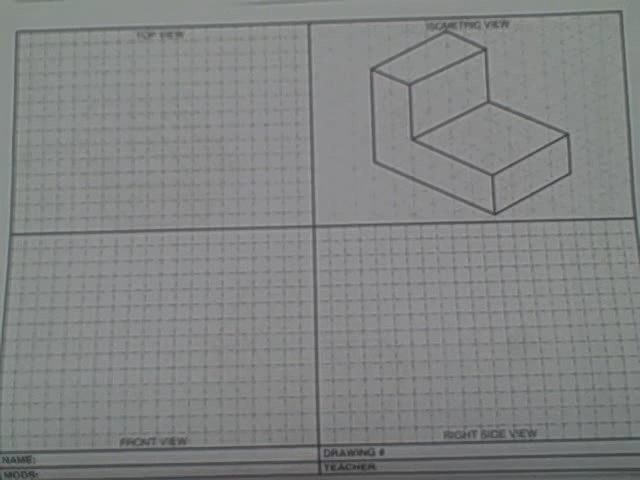 TOP VIEW
ISOMETRIC VIEW
FRONT VIEW
RIGHT SIDE VIEW
NAME:
DRAWING #
MODS:
TEACHER